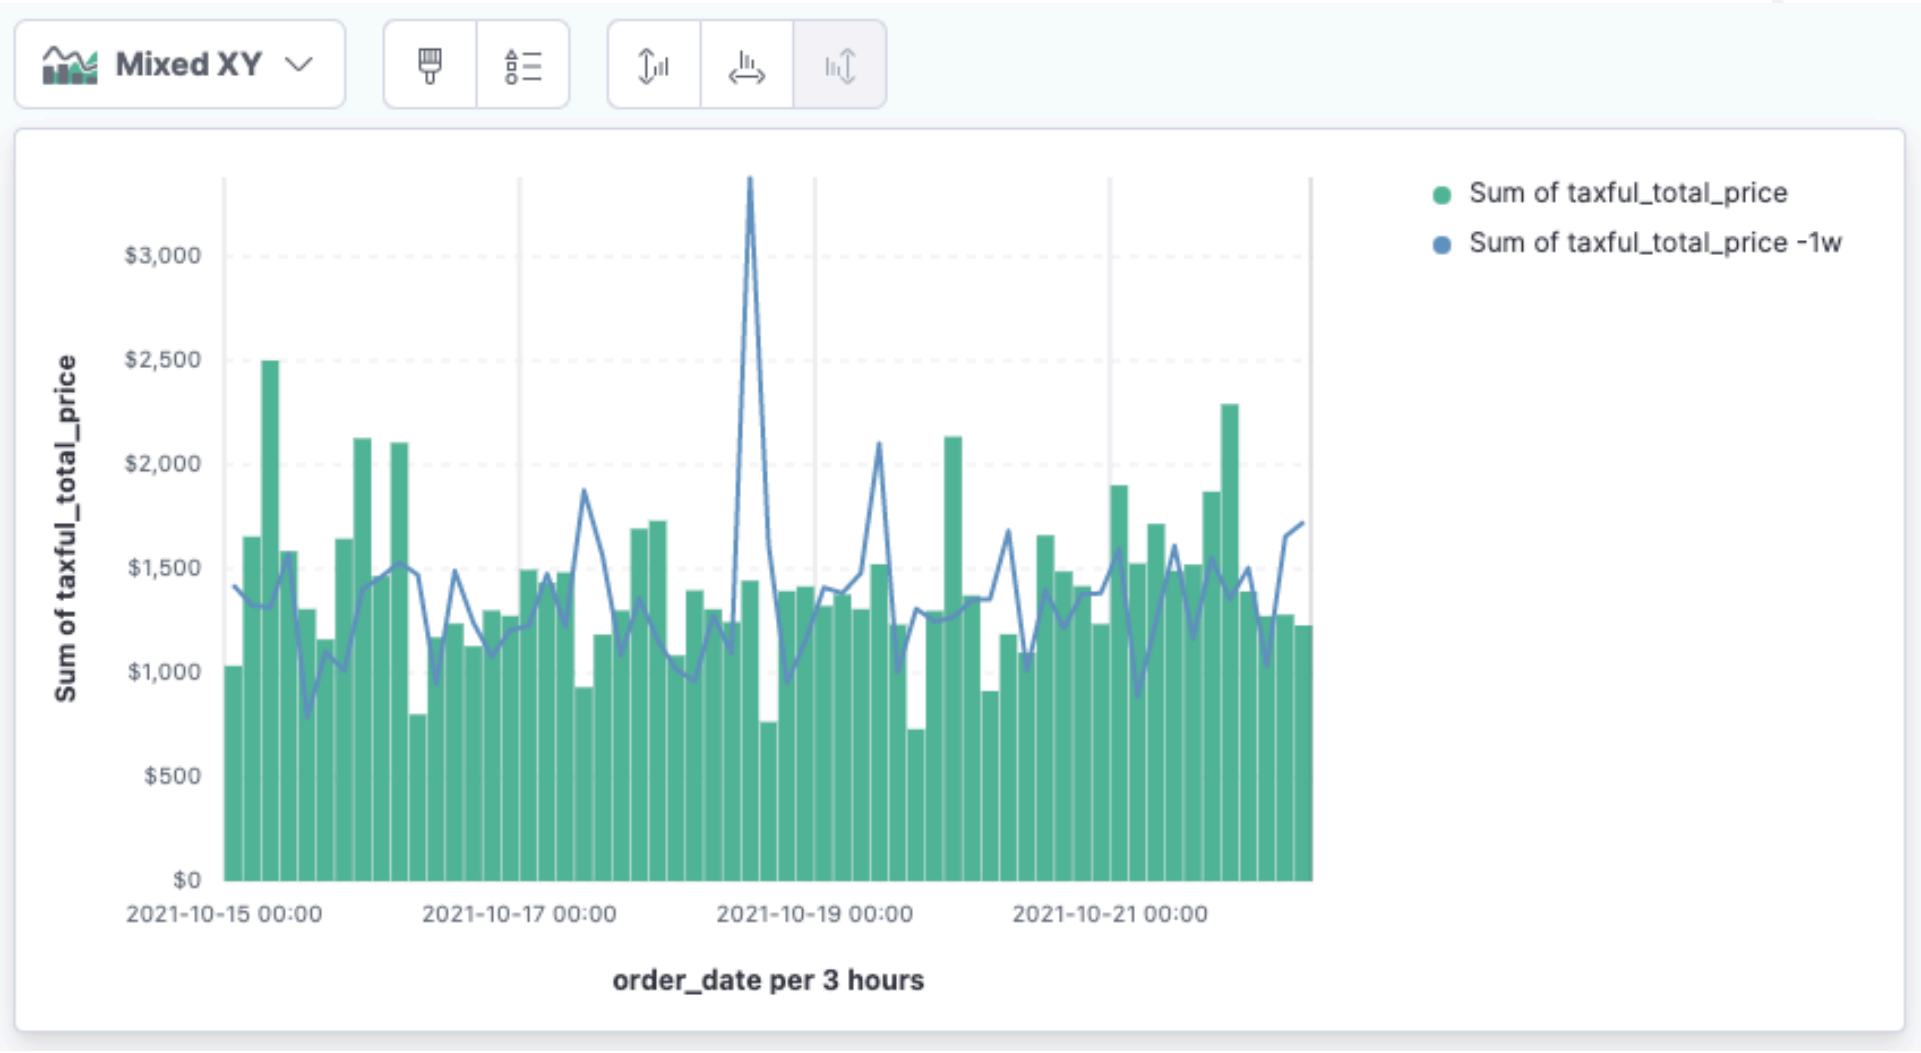 Mixed XY
Sum of taxful_total_price
Sum of taxful_total_price -1w
Sum of taxful_total_price
$3,000
$2,500
$2,000
$1,500
$1,000
$500
$0
2021-10-15 00:00
2021-10-17 00:00
2021-10-19 00:00
2021-10-21 00:00
order_date per 3 hours